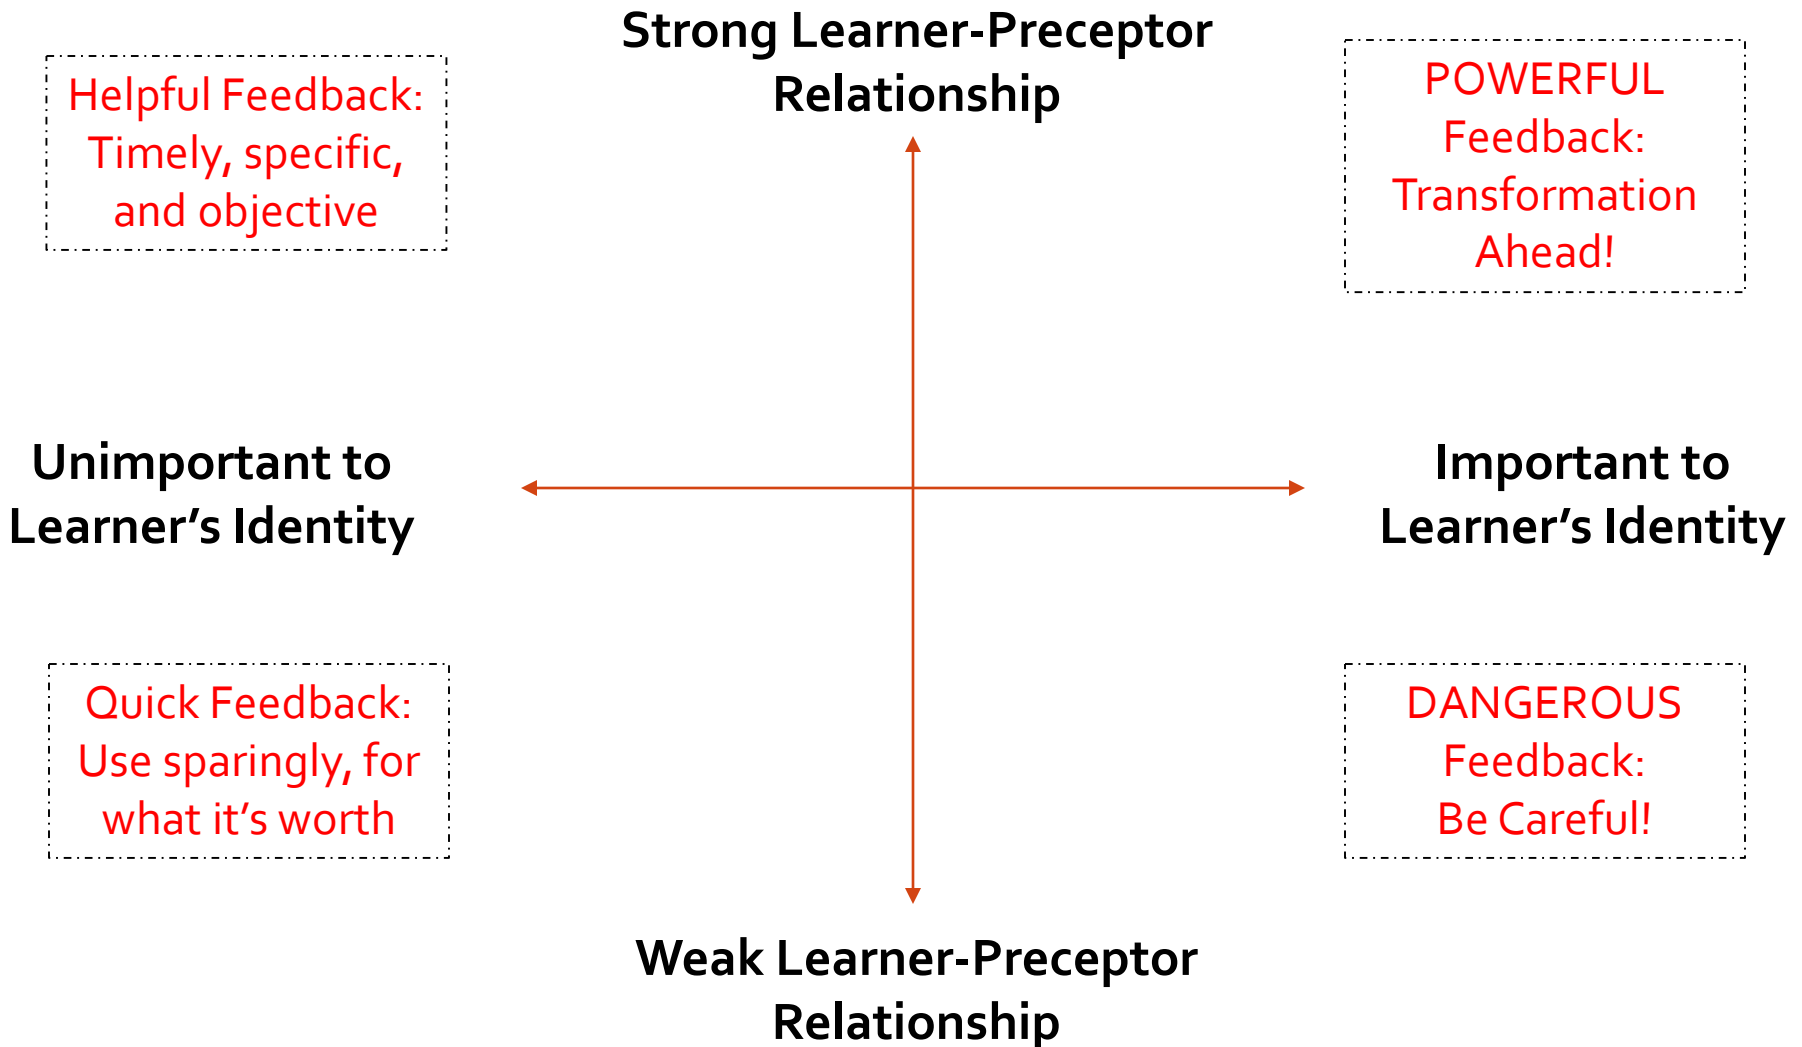 Strong Learner-Preceptor
Relationship
Helpful Feedback:
Timely, specific,
and objective
POWERFUL
Feedback:
Transformation
Ahead!
Unimportant to
Learner’s Identity
Important to
Learner’s Identity
Quick Feedback:
Use sparingly, for
what it’s worth
DANGEROUS
Feedback:
Be Careful!
Weak Learner-Preceptor
Relationship